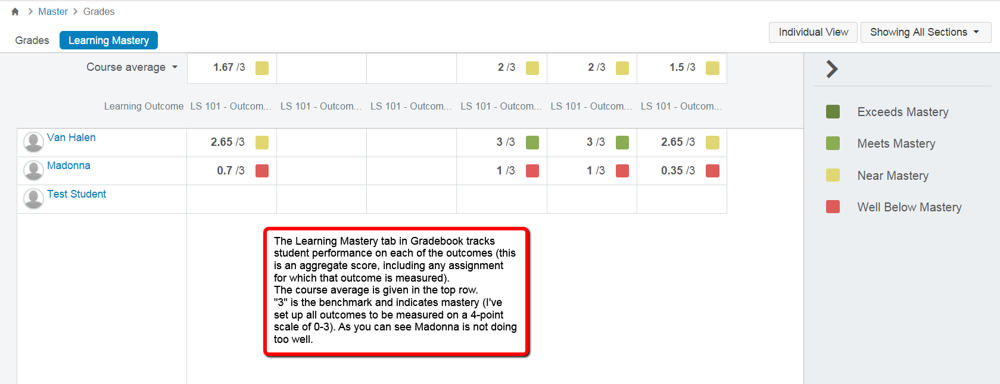 Master > Grades
Grades Learning Mastery
Individual View Showing All Sections
Course average 1.67 /3 2 /3 2 /3 1.5 /3
Learning Outcome LS 101 - Outcom... LS 101 - Outcom... LS 101 - Outcom... LS 101 - Outcom... LS 101 - Outcom... LS 101 - Outcom...
Van Halen 2.65 /3 3 /3 3 /3 2.65 /3
Madonna 0.7 /3 1 /3 1 /3 0.35 /3
Test Student
The Learning Mastery tab in Gradebook tracks
student performance on each of the outcomes (this
is an aggregate score, including any assignment
for which that outcome is measured).
The course average is given in the top row.
"3" is the benchmark and indicates mastery (I've
set up all outcomes to be measured on a 4-point
scale of 0-3). As you can see Madonna is not doing
too well.
Exceeds Mastery
Meets Mastery
Near Mastery
Well Below Mastery